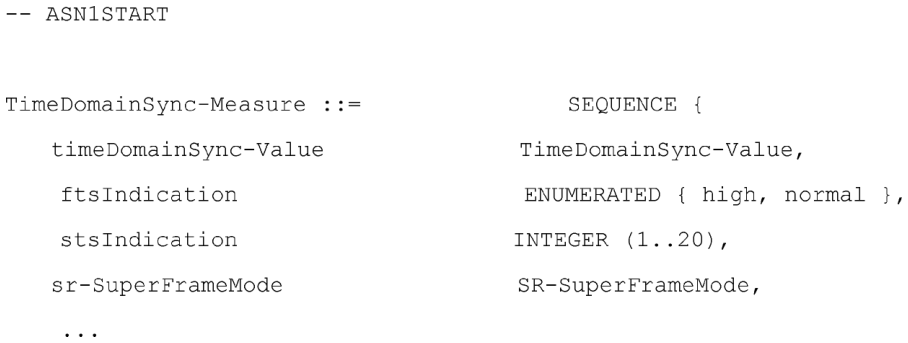 -- ASN1START
TimeDomainSync-Measure ::= SEQUENCE {
timeDomainSync-Value TimeDomainSync-Value,
ftsIndication ENUMERATED { high, normal },
stsIndication INTEGER (1..20),
sr-SuperFrameMode SR-SuperFrameMode,
...